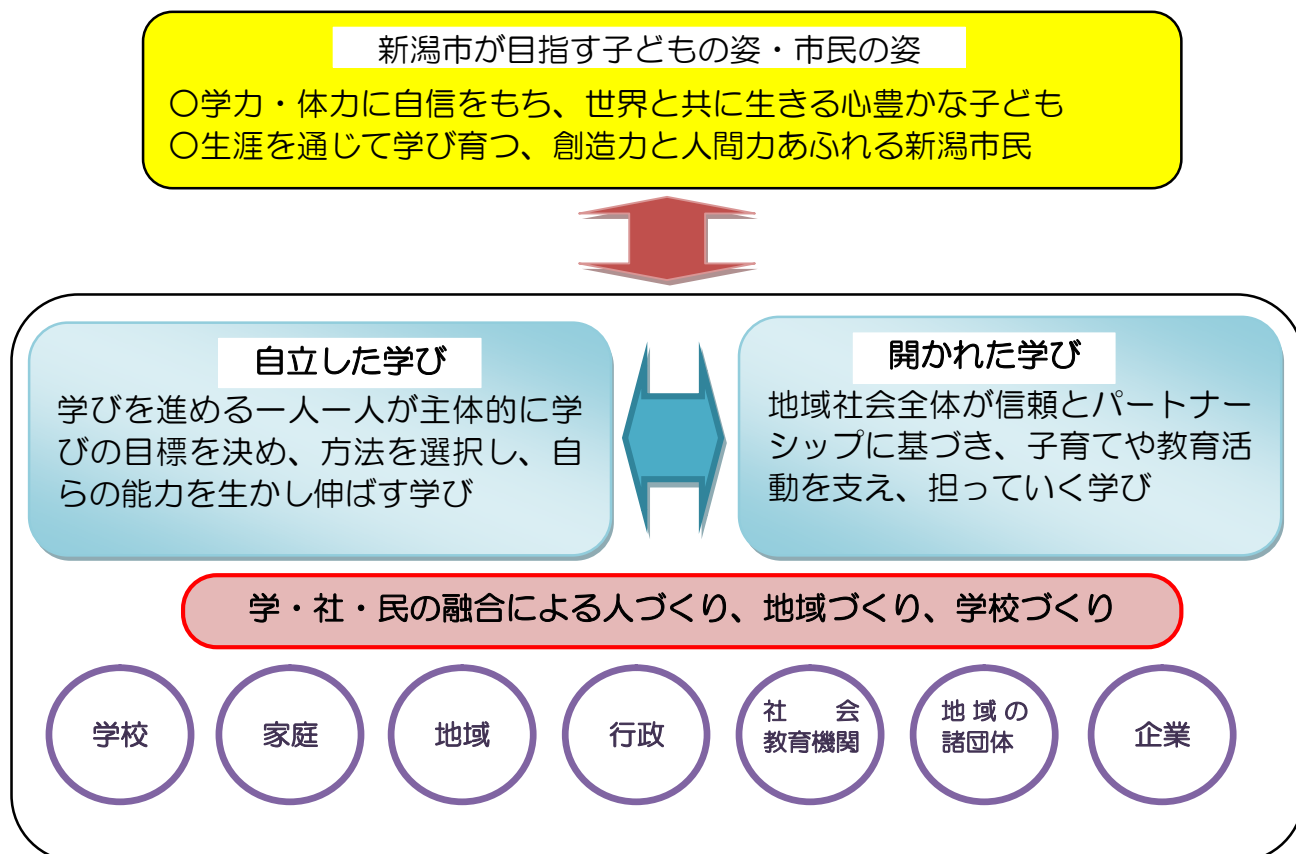 新潟市が目指す子どもの姿・市民の姿
〇学力・体力に自信をもち、世界と共に生きる心豊かな子ども
〇生涯を通じて学び育つ、創造力と人間力あふれる新潟市民
自立した学び
学びを進める一人一人が主体的に学
びの目標を決め、方法を選択し、自
らの能力を生かし伸ばす学び
開かれた学び
地域社会全体が信頼とパートナー
シップに基づき、子育てや教育活
動を支え、担っていく学び
学・社・民の融合による人づくり、地域づくり、学校づくり
学校
家庭
地域
行政
社　会
教育機関
地域の
諸団体
企業